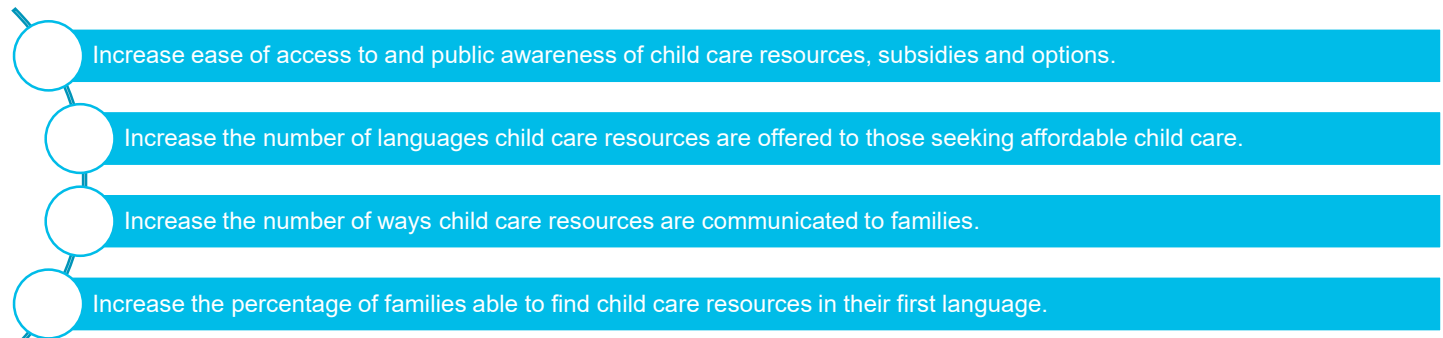 Increase ease of access to and public awareness of child care resources, subsidies and options.
Increase the number of languages child care resources are offered to those seeking affordable child care.
Increase the number of ways child care resources are communicated to families.
Increase the percentage of families able to find child care resources in their first language.